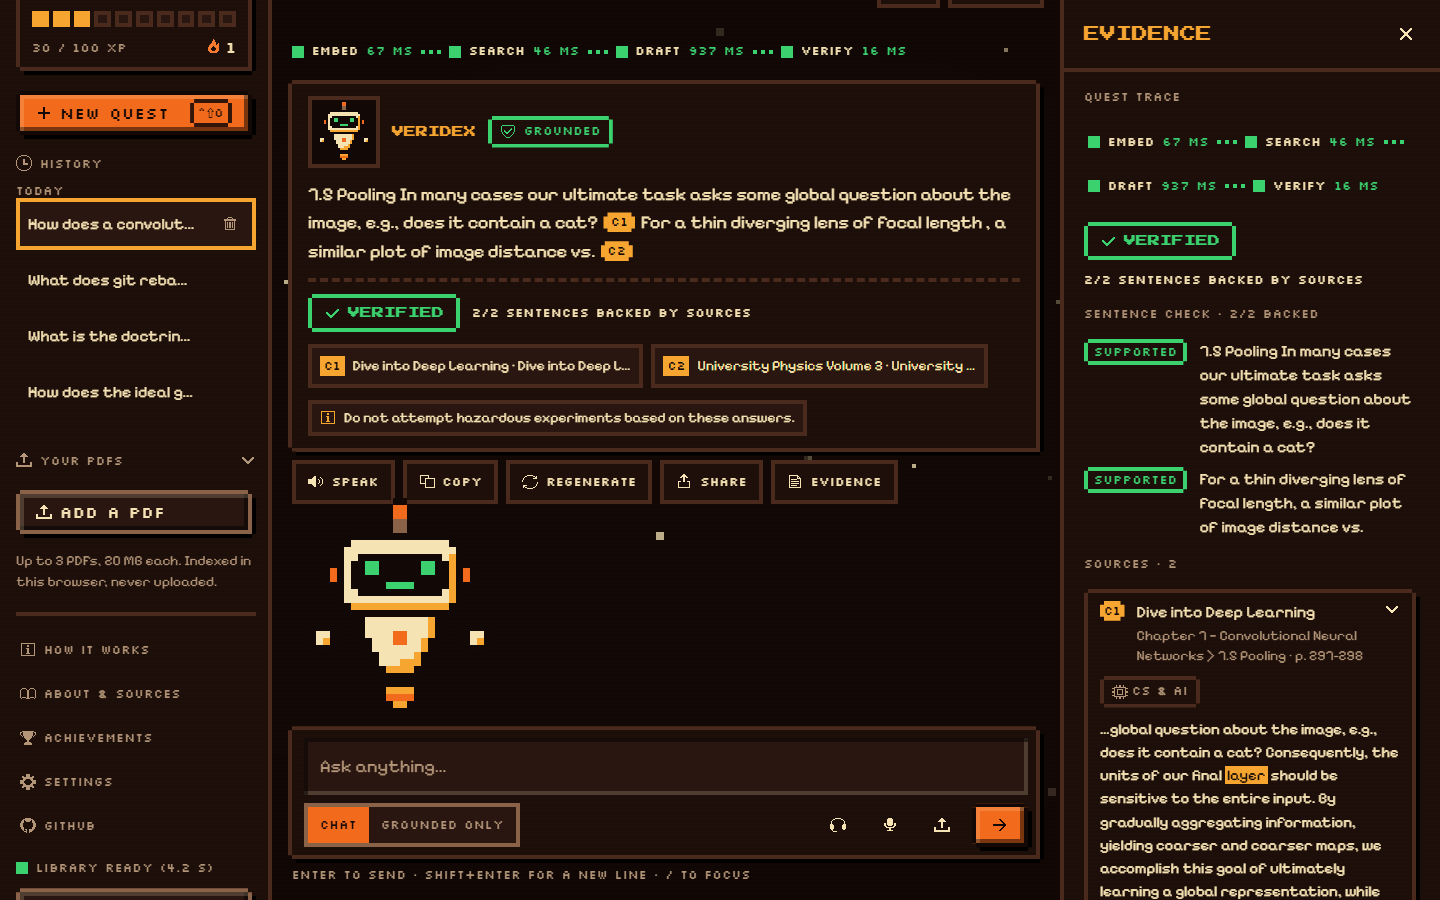 30 / 100 XP
1
+ NEW QUEST
^⇧O
HISTORY
TODAY
How does a convolut...
What does git reba...
What is the doctrin...
How does the ideal g...
YOUR PDFS
ADD A PDF
Up to 3 PDFs, 20 MB each. Indexed in
this browser, never uploaded.
HOW IT WORKS
ABOUT & SOURCES
ACHIEVEMENTS
SETTINGS
GITHUB
LIBRARY READY (4.2 S)
EMBED 67 MS ••• SEARCH 46 MS ••• DRAFT 937 MS ••• VERIFY 16 MS
VERIDEX
GROUNDED
7.5 Pooling In many cases our ultimate task asks some global question about the
image, e.g., does it contain a cat? C1 For a thin diverging lens of focal length , a
similar plot of image distance vs. C2
VERIFIED
2/2 SENTENCES BACKED BY SOURCES
C1 Dive into Deep Learning · Dive into Deep L...
C2 University Physics Volume 3 · University ...
Do not attempt hazardous experiments based on these answers.
SPEAK
COPY
REGENERATE
SHARE
EVIDENCE
Ask anything...
CHAT
GROUNDED ONLY
ENTER TO SEND · SHIFT+ENTER FOR A NEW LINE · / TO FOCUS
EVIDENCE
QUEST TRACE
EMBED 67 MS ••• SEARCH 46 MS •••
DRAFT 937 MS ••• VERIFY 16 MS
VERIFIED
2/2 SENTENCES BACKED BY SOURCES
SENTENCE CHECK · 2/2 BACKED
SUPPORTED
7.5 Pooling In many cases
our ultimate task asks
some global question about
the image, e.g., does it
contain a cat?
SUPPORTED
For a thin diverging lens of
focal length, a similar plot
of image distance vs.
SOURCES · 2
C1 Dive into Deep Learning
Chapter 7 – Convolutional Neural
Networks > 7.5 Pooling · p. 297-298
CS & AI
...global question about the image, e.g.,
does it contain a cat? Consequently, the
units of our final layer should be
sensitive to the entire input. By
gradually aggregating information,
yielding coarser and coarser maps, we
accomplish this goal of ultimately
learning a global representation, while